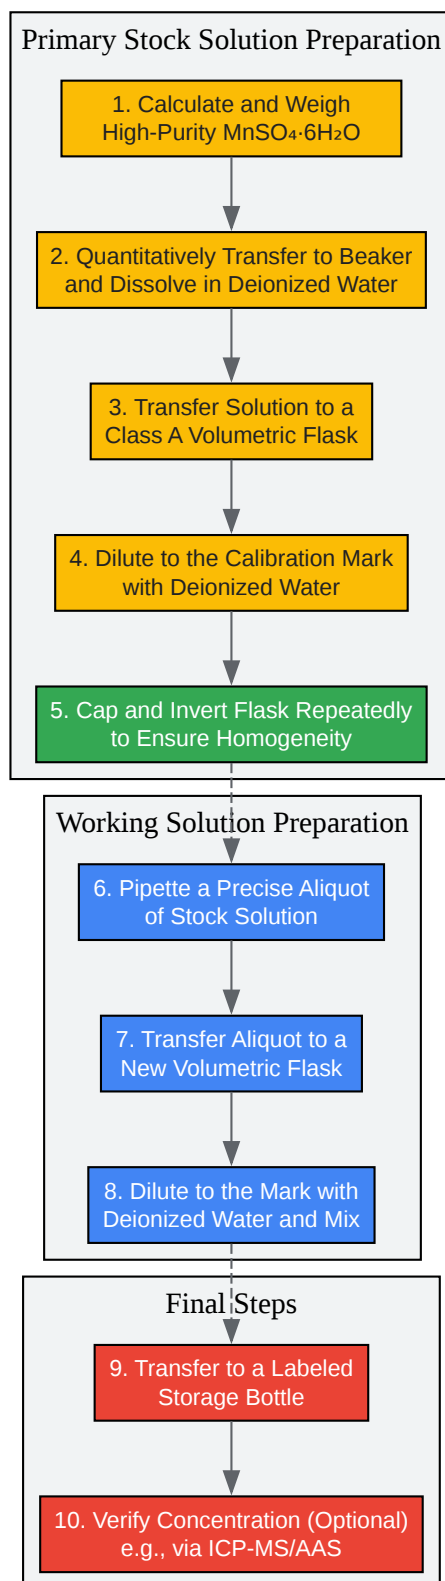 Primary Stock Solution Preparation
1. Calculate and Weigh
High-Purity MnSO₄·6H₂O
2. Quantitatively Transfer to Beaker
and Dissolve in Deionized Water
3. Transfer Solution to a
Class A Volumetric Flask
4. Dilute to the Calibration Mark
with Deionized Water
5. Cap and Invert Flask Repeatedly
to Ensure Homogeneity
Working Solution Preparation
6. Pipette a Precise Aliquot
of Stock Solution
7. Transfer Aliquot to a
New Volumetric Flask
8. Dilute to the Mark with
Deionized Water and Mix
Final Steps
9. Transfer to a Labeled
Storage Bottle
10. Verify Concentration (Optional)
e.g., via ICP-MS/AAS